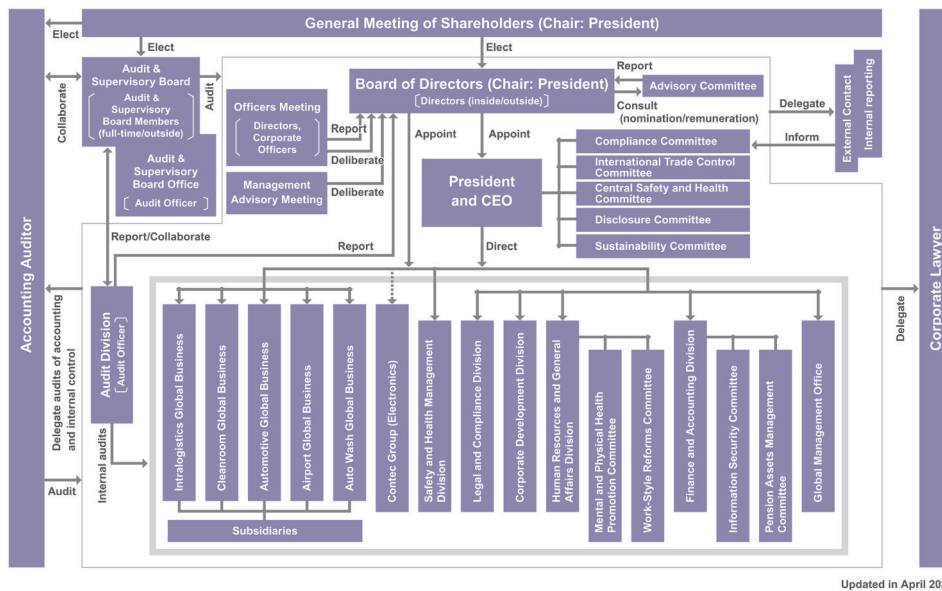 General Meeting of Shareholders (Chair: President)
Elect
Elect
Elect
Audit &
Supervisory Board
Audit &
Supervisory
Board Members
(full-time/outside)
Audit &
Supervisory
Board Office
[Audit Officer]
Collaborate
Audit
Board of Directors (Chair: President)
[Directors (inside/outside)]
Report
Advisory Committee
Consult
(nomination/remuneration)
Delegate
External Contact
Internal reporting
Inform
Officers Meeting
Directors,
Corporate
Officers
Report
Deliberate
Management
Advisory Meeting
Deliberate
Appoint
Appoint
President
and CEO
Compliance Committee
International Trade Control
Committee
Central Safety and Health
Committee
Disclosure Committee
Sustainability Committee
Report/Collaborate
Report
Direct
Accounting Auditor
Corporate Lawyer
Delegate
Delegate audits of accounting
and internal control
Audit
Audit Division
[Audit Officer]
Internal audits
Intralogistics Global Business
Cleanroom Global Business
Automotive Global Business
Airport Global Business
Auto Wash Global Business
Subsidiaries
Contec Group (Electronics)
Safety and Health Management
Division
Legal and Compliance Division
Corporate Development Division
Human Resources and General
Affairs Division
Mental and Physical Health
Promotion Committee
Work-Style Reforms Committee
Finance and Accounting Division
Information Security Committee
Pension Assets Management
Committee
Global Management Office
Updated in April